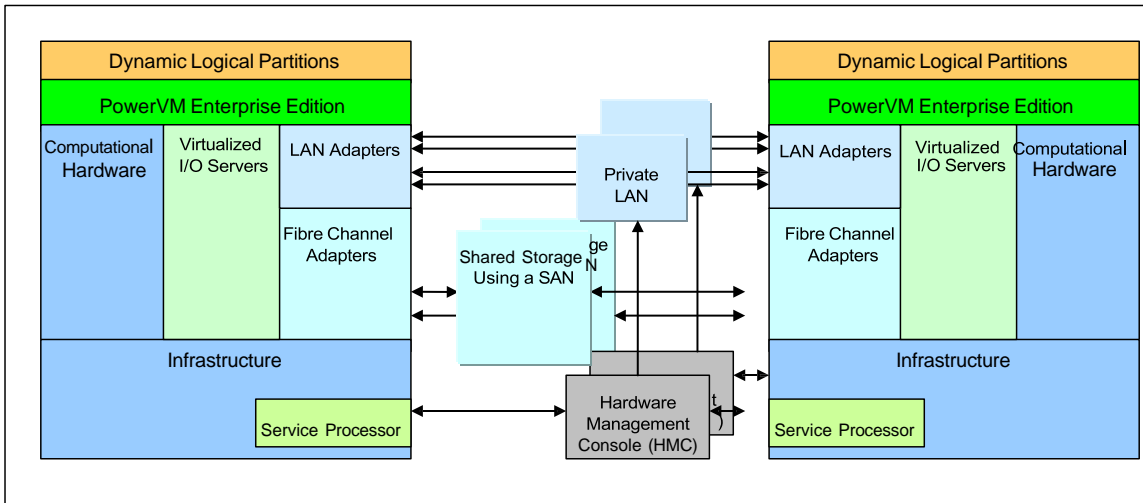 Dynamic Logical Partitions
PowerVM Enterprise Edition
Computational
Hardware
Virtualized
I/O Servers
LAN Adapters
Fibre Channel
Adapters
Infrastructure
Service Processor
Private
LAN
Shared Storage
Using a SAN
ge
N
Hardware
Management
Console (HMC)
t
)
Dynamic Logical Partitions
PowerVM Enterprise Edition
LAN Adapters
Fibre Channel
Adapters
Virtualized
I/O Servers
Computational
Hardware
Infrastructure
Service Processor